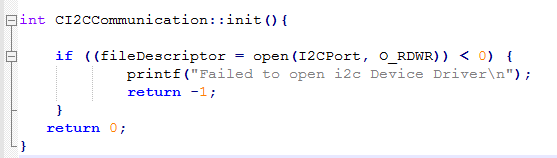 int CI2CCommunication::init(){
if ((fileDescriptor = open(I2CPort, O_RDWR)) < 0) {
printf("Failed to open i2c Device Driver\n");
return -1;
}
return 0;
}